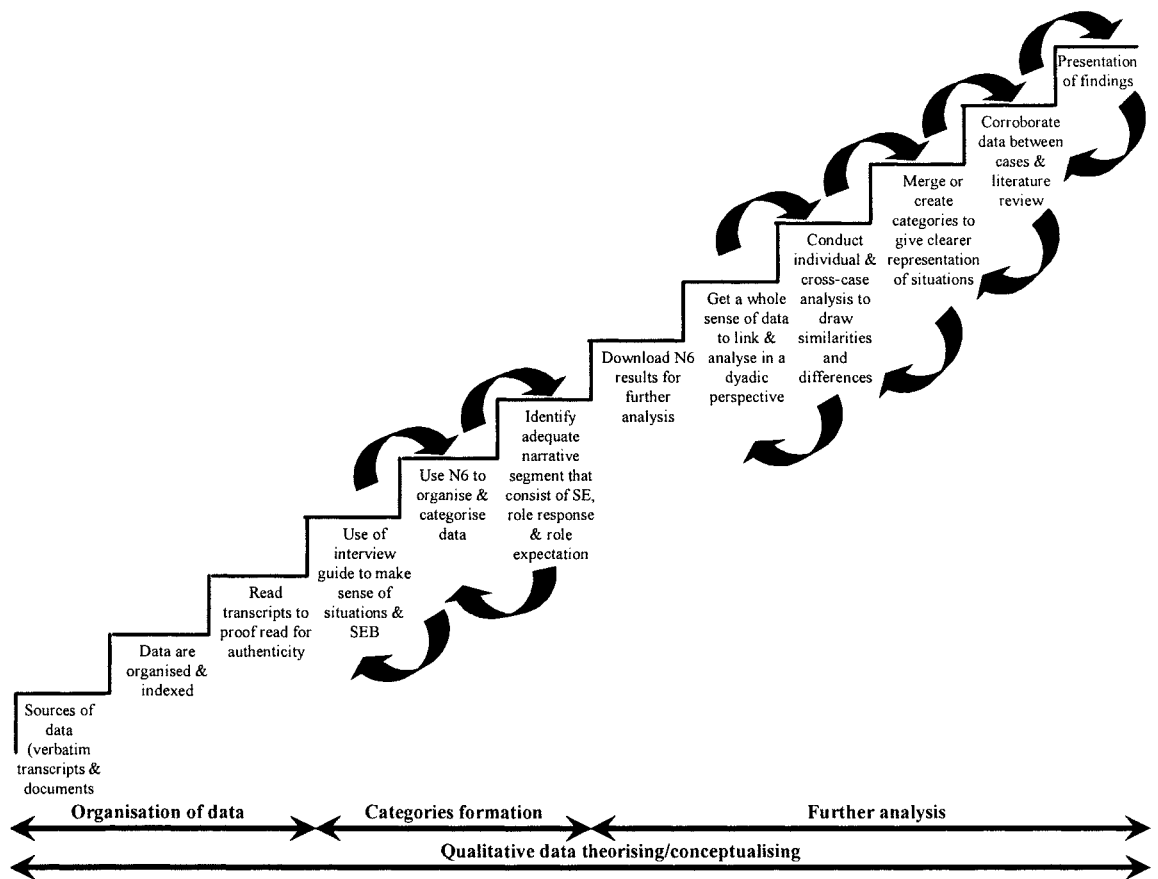 Presentation
of findings
Corroborate
data between
cases &
literature
review
Merge or
create
categories to
give clearer
representation
of situations
Conduct
individual &
cross-case
analysis to
draw
similarities
and
differences
Get a whole
sense of data
to link &
analyse in a
dyadic
perspective
Download N6
results for
further
analysis
Identify
adequate
narrative
segment that
consist of SE,
role response
& role
expectation
Use N6 to
organise &
categorise
data
Use of
interview
guide to make
sense of
situations &
SEB
Read
transcripts to
proof read for
authenticity
Data are
organised &
indexed
Sources of
data
(verbatim
transcripts &
documents
Organisation of data
Categories formation
Further analysis
Qualitative data theorising/conceptualising